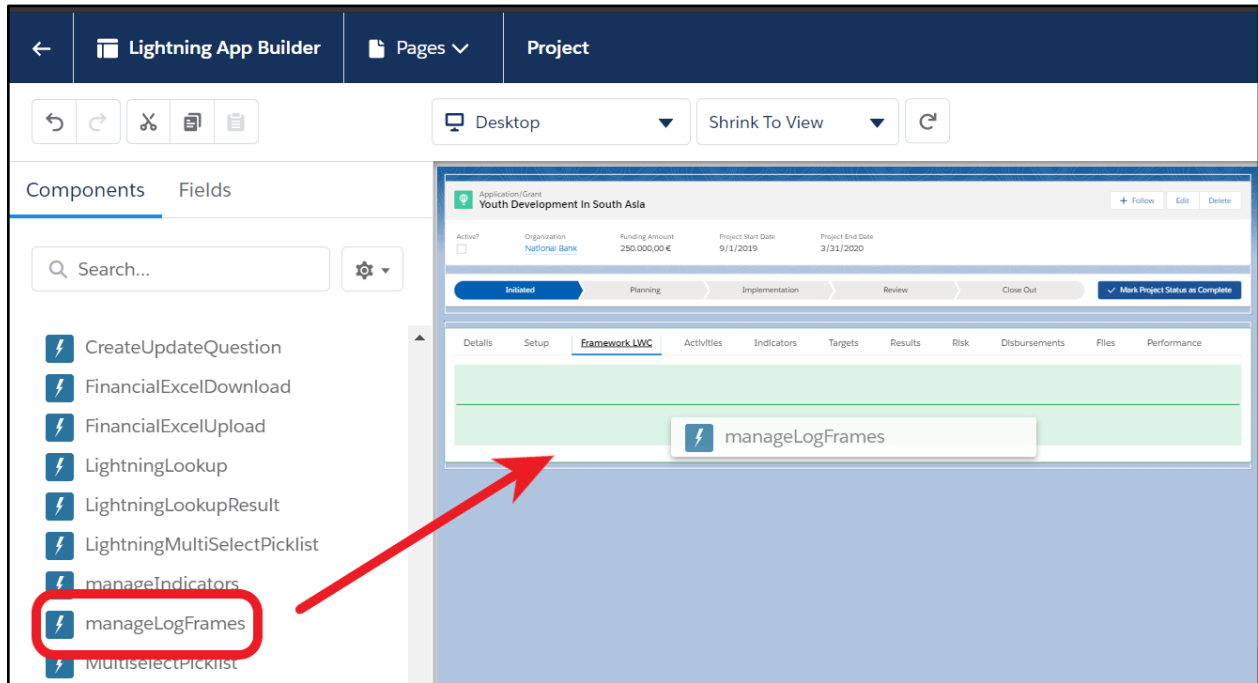 Lightning App Builder Pages Project
Desktop Shrink To View
Components Fields
Search...
CreateUpdateQuestion
FinancialExcelDownload
FinancialExcelUpload
LightningLookup
LightningLookupResult
LightningMultiSelectPicklist
manageIndicators
manageLogFrames
MultiselectPicklist
Application/Grant
Youth Development In South Asia
+ Follow Edit Delete
Active? Organization Funding Amount Project Start Date Project End Date
National Bank 250.000,00 € 9/1/2019 3/31/2020
Initiated Planning Implementation Review Close Out Mark Project Status as Complete
Details Setup Framework LWC Activities Indicators Targets Results Risk Disbursements Files Performance
manageLogFrames